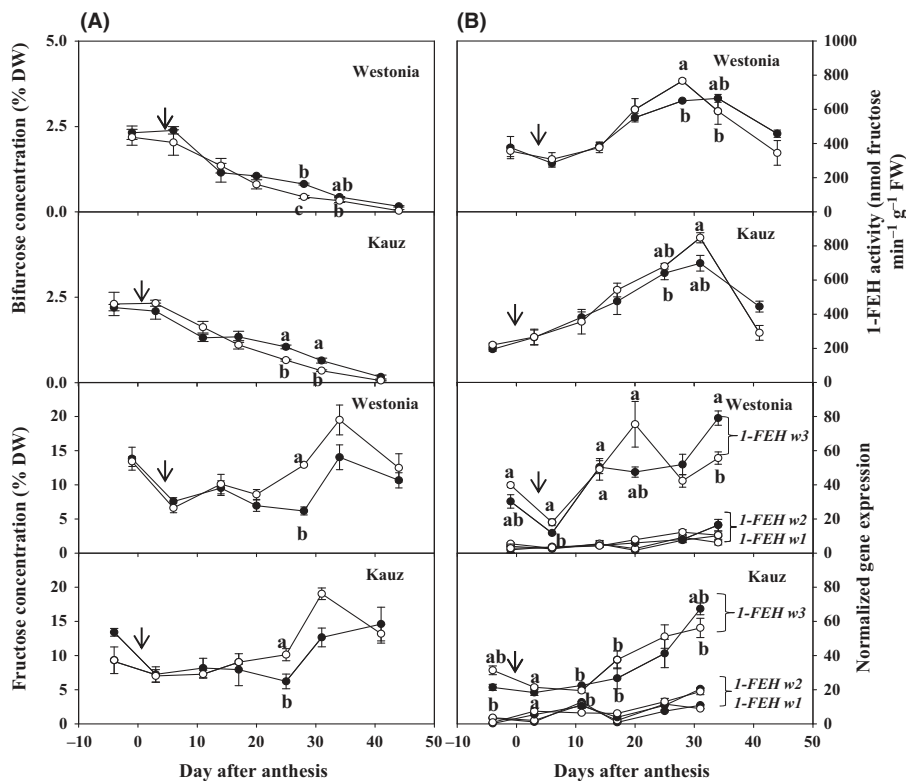 (A)
(B)
Bifurcose concentration (% DW)
5.0
2.5
0.0
Westonia
b
ab
c
b
2.5
0.0
Kauz
a
a
b
b
Fructose concentration (% DW)
20
15
10
5
0
Westonia
a
b
20
15
10
5
0
Kauz
a
b
−10
0
10
20
30
40
50
Day after anthesis
1000
800
600
400
200
0
1-FEH activity (nmol fructose
min⁻¹ g⁻¹ FW)
Westonia
a
ab
b
b
800
600
400
200
0
Kauz
a
ab
b
ab
80
60
40
20
0
Normalized gene expression
Westonia
a
a
a
a
a
ab
b
a
ab
b
1-FEH w3
1-FEH w2
1-FEH w1
80
60
40
20
0
Kauz
ab
b
ab
b
a
b
b
b
1-FEH w3
1-FEH w2
1-FEH w1
−10
0
10
20
30
40
50
Days after anthesis